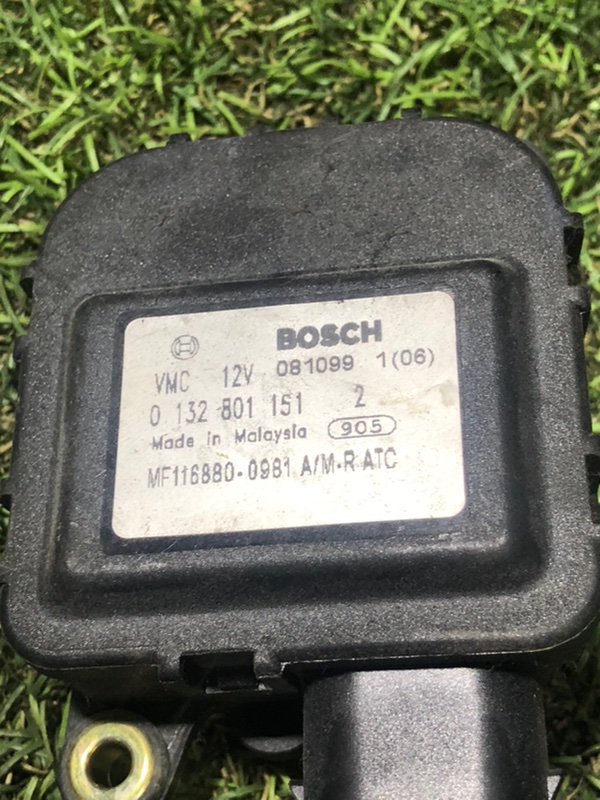 BOSCH
VMC 12V 081099 1(06)
0 132 801 151 2
Made in Malaysia 905
MF116880-0981 A/M-R ATC